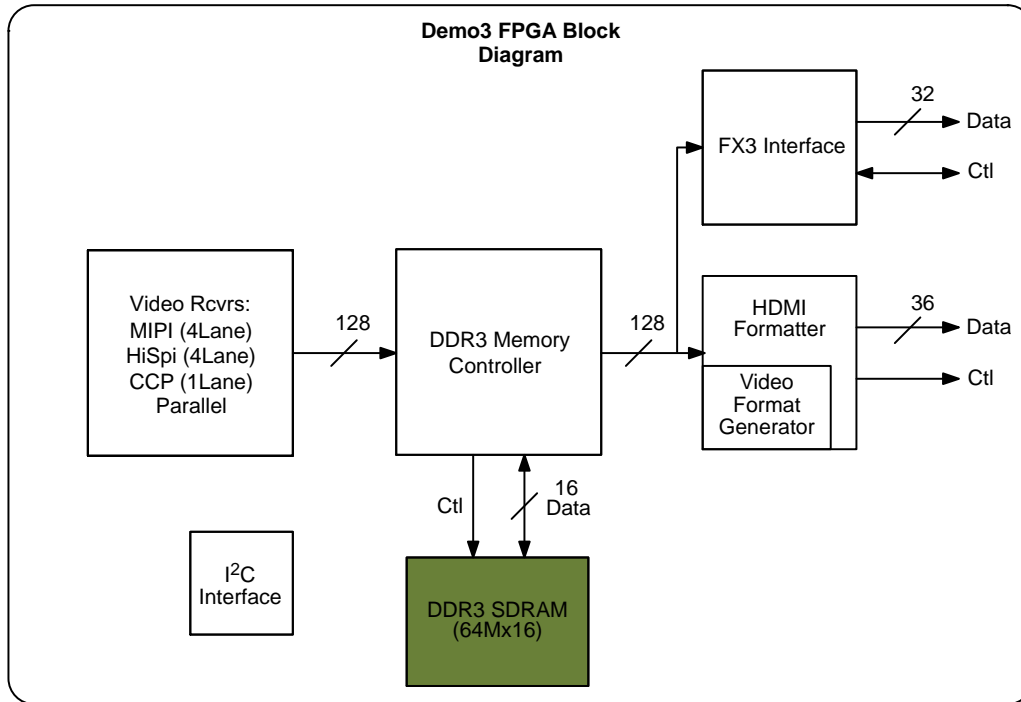 Demo3 FPGA Block
Diagram
32
Data
FX3 Interface
Ctl
Video Rcvrs:
MIPI (4Lane)
HiSpi (4Lane)
CCP (1Lane)
Parallel
128
DDR3 Memory
Controller
128
HDMI
Formatter
36
Data
Ctl
Video
Format
Generator
Ctl
16
Data
I²C
Interface
DDR3 SDRAM
(64Mx16)